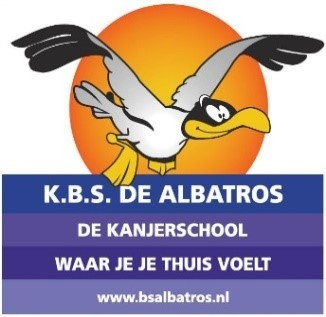 K.B.S. DE ALBATROS
DE KANJERSCHOOL
WAAR JE JE THUIS VOELT
www.bsalbatros.nl